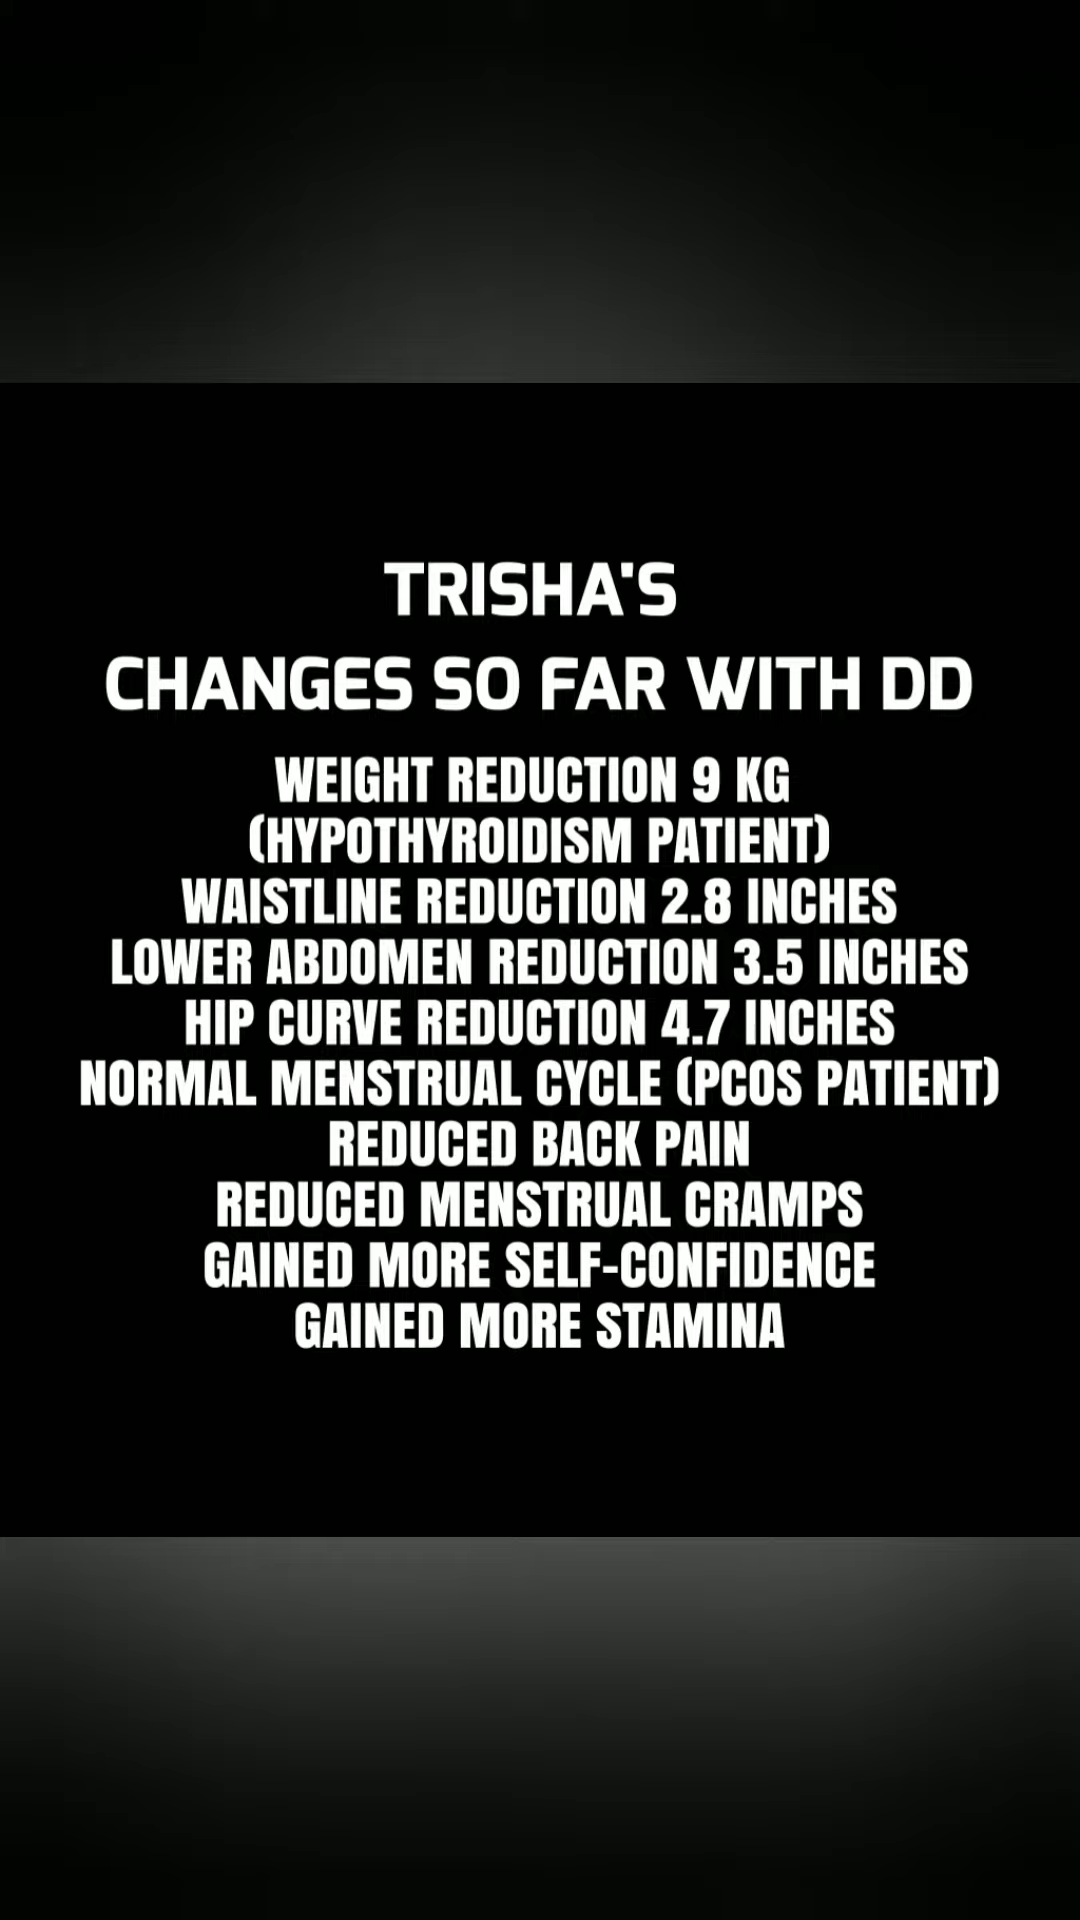 TRISHA'S
CHANGES SO FAR WITH DD
WEIGHT REDUCTION 9 KG
(HYPOTHYROIDISM PATIENT)
WAISTLINE REDUCTION 2.8 INCHES
LOWER ABDOMEN REDUCTION 3.5 INCHES
HIP CURVE REDUCTION 4.7 INCHES
NORMAL MENSTRUAL CYCLE (PCOS PATIENT)
REDUCED BACK PAIN
REDUCED MENSTRUAL CRAMPS
GAINED MORE SELF-CONFIDENCE
GAINED MORE STAMINA